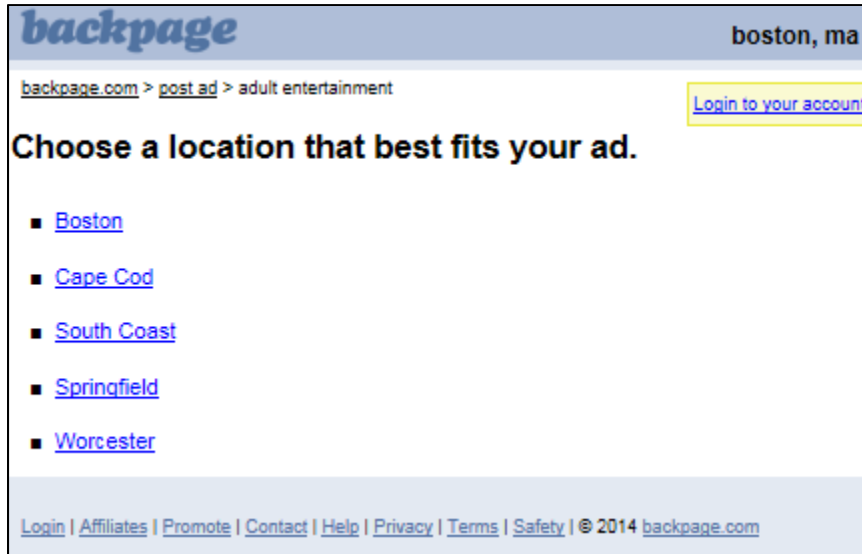 backpage
boston, ma
backpage.com > post ad > adult entertainment
Login to your account
Choose a location that best fits your ad.
■ Boston
■ Cape Cod
■ South Coast
■ Springfield
■ Worcester
Login | Affiliates | Promote | Contact | Help | Privacy | Terms | Safety | © 2014 backpage.com